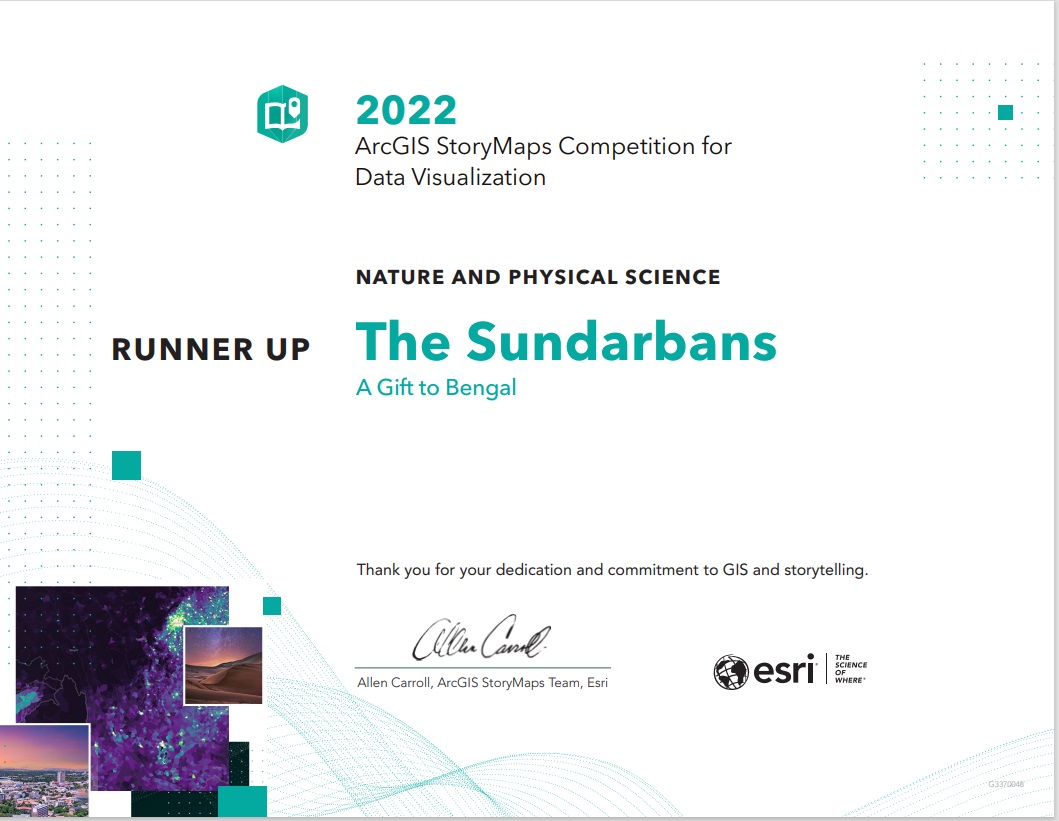 2022
ArcGIS StoryMaps Competition for
Data Visualization
NATURE AND PHYSICAL SCIENCE
RUNNER UP
The Sundarbans
A Gift to Bengal
Thank you for your dedication and commitment to GIS and storytelling.
Allen Carroll
Allen Carroll, ArcGIS StoryMaps Team, Esri
esri
THE
SCIENCE
OF
WHERE®
G3370048